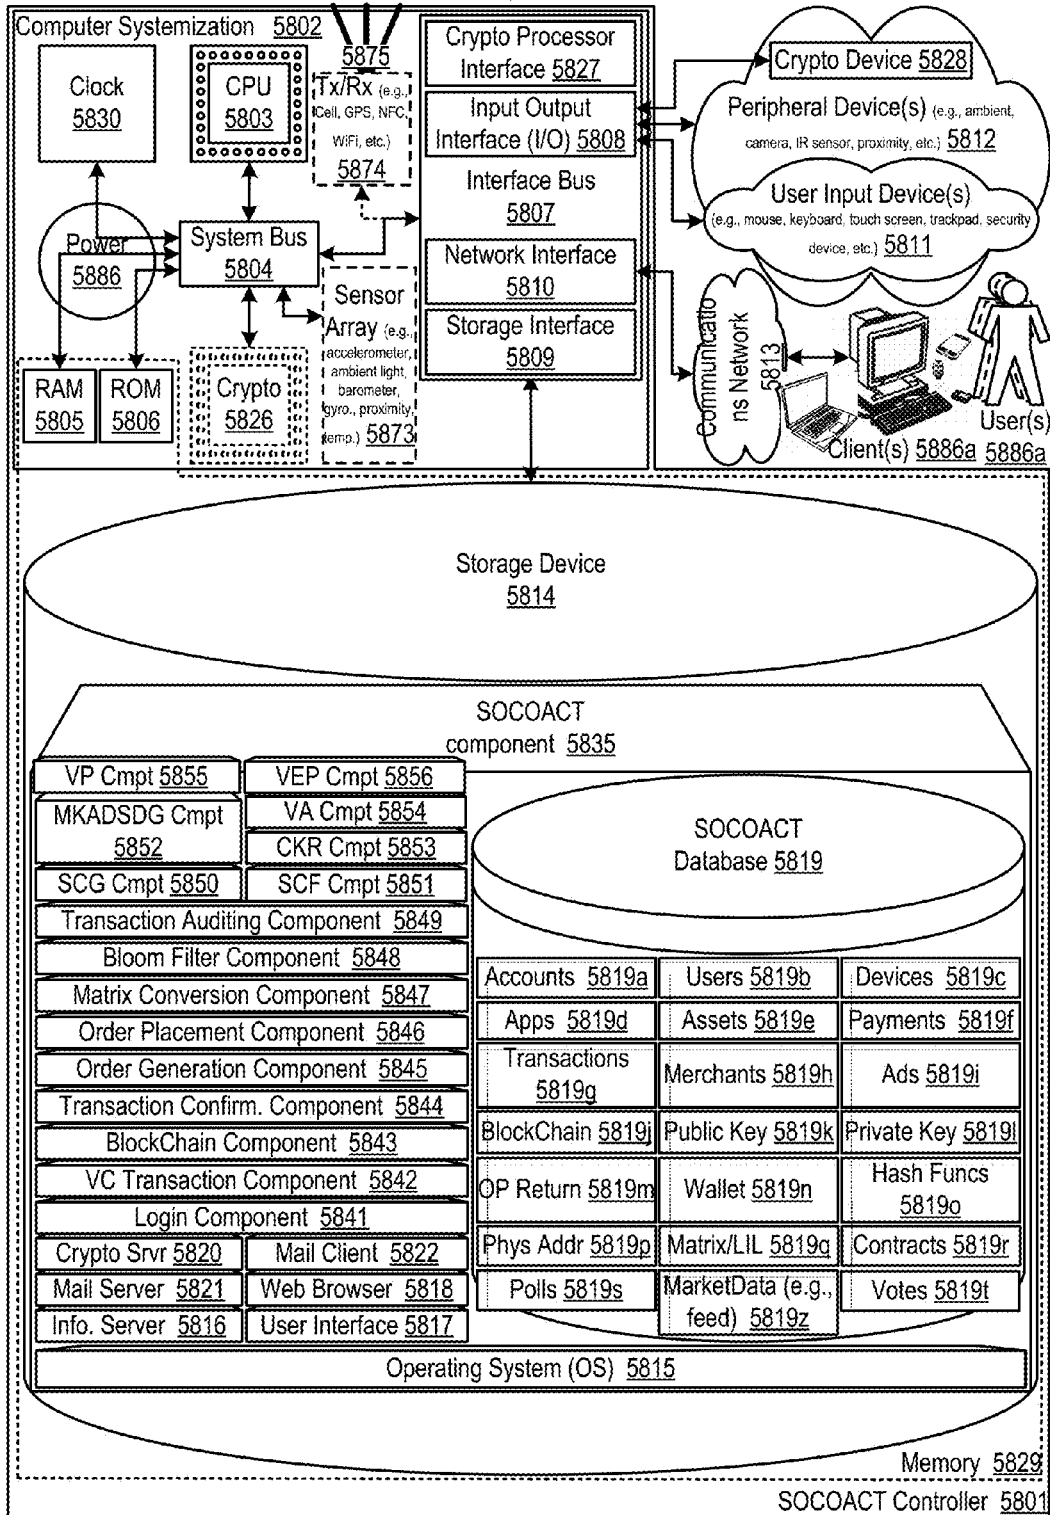 Computer Systemization 5802
Clock
5830
CPU
5803
5875
Tx/Rx (e.g.,
Cell, GPS, NFC,
WiFi, etc.)
5874
Crypto Processor
Interface 5827
Input Output
Interface (I/O) 5808
Interface Bus
5807
Network Interface
5810
Storage Interface
5809
Crypto Device 5828
Peripheral Device(s) (e.g., ambient,
camera, IR sensor, proximity, etc.) 5812
User Input Device(s)
(e.g., mouse, keyboard, touch screen, trackpad, security
device, etc.) 5811
Power
5886
System Bus
5804
Sensor
Array (e.g.,
accelerometer,
ambient light,
barometer,
gyro., proximity,
temp.) 5873
RAM
5805
ROM
5806
Crypto
5826
Communicatio
ns Network
5813
Client(s) 5886a
User(s)
5886a
Storage Device
5814
SOCOACT
component 5835
VP Cmpt 5855
VEP Cmpt 5856
MKADSDG Cmpt
5852
VA Cmpt 5854
CKR Cmpt 5853
SCG Cmpt 5850
SCF Cmpt 5851
Transaction Auditing Component 5849
Bloom Filter Component 5848
Matrix Conversion Component 5847
Order Placement Component 5846
Order Generation Component 5845
Transaction Confirm. Component 5844
BlockChain Component 5843
VC Transaction Component 5842
Login Component 5841
Crypto Srvr 5820
Mail Client 5822
Mail Server 5821
Web Browser 5818
Info. Server 5816
User Interface 5817
SOCOACT
Database 5819
Accounts 5819a
Users 5819b
Devices 5819c
Apps 5819d
Assets 5819e
Payments 5819f
Transactions
5819g
Merchants 5819h
Ads 5819i
BlockChain 5819j
Public Key 5819k
Private Key 5819l
OP Return 5819m
Wallet 5819n
Hash Funcs
5819o
Phys Addr 5819p
Matrix/LIL 5819q
Contracts 5819r
Polls 5819s
MarketData (e.g.,
feed) 5819z
Votes 5819t
Operating System (OS) 5815
Memory 5829
SOCOACT Controller 5801